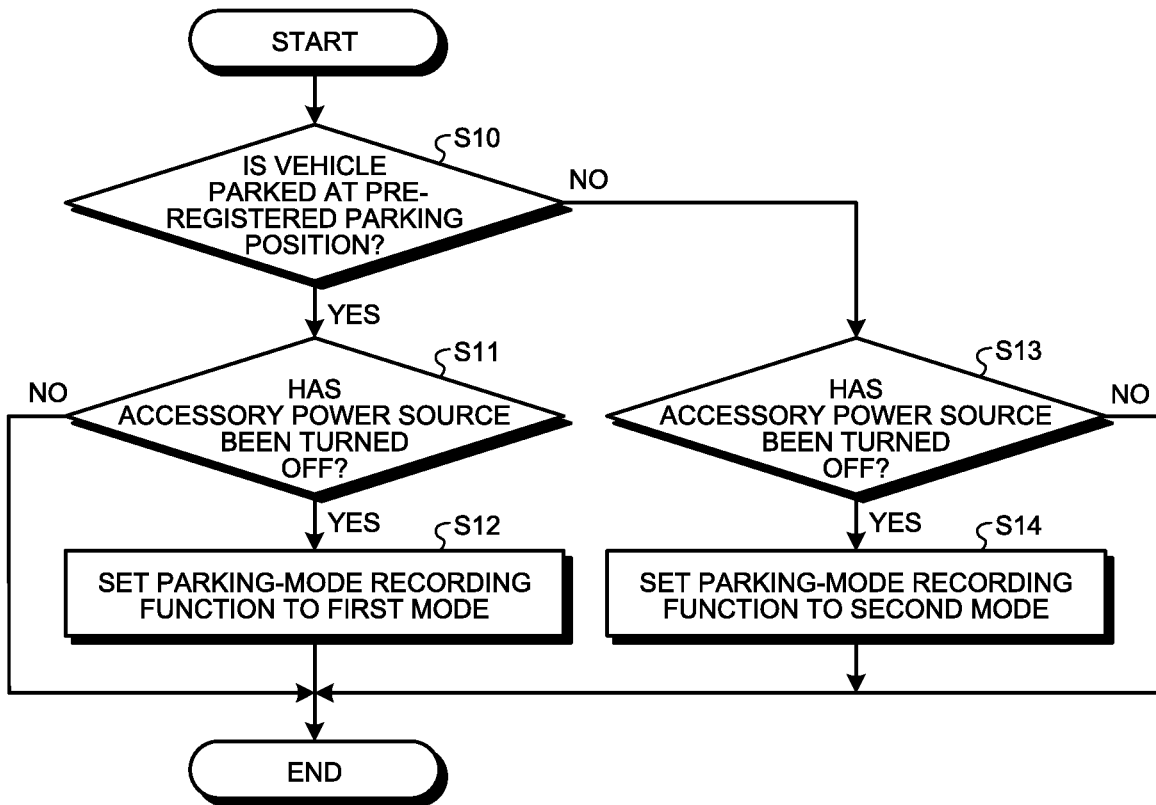 START
S10
IS VEHICLE
PARKED AT PRE-
REGISTERED PARKING
POSITION?
NO
YES
S11
NO
HAS
ACCESSORY POWER SOURCE
BEEN TURNED
OFF?
YES
S12
SET PARKING-MODE RECORDING
FUNCTION TO FIRST MODE
S13
HAS
ACCESSORY POWER SOURCE
BEEN TURNED
OFF?
NO
YES
S14
SET PARKING-MODE RECORDING
FUNCTION TO SECOND MODE
END